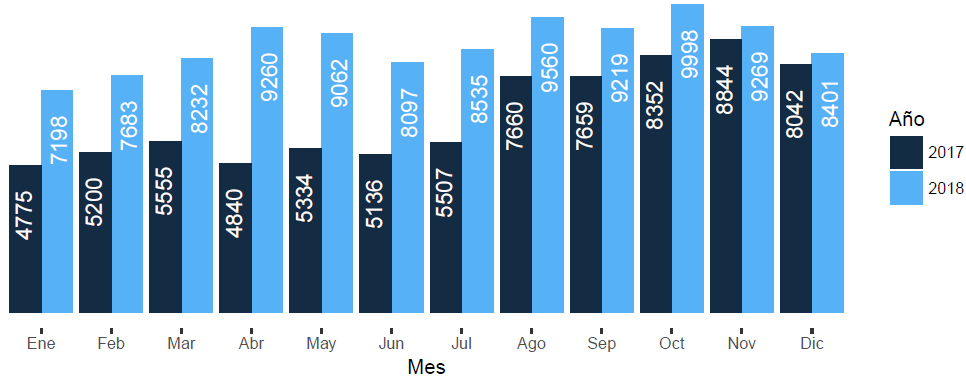 4775 7198 5200 7683 5555 8232 4840 9260 5334 9062 5136 8097 5507 8535 7660 9560 7659 9219 8352 9998 8844 9269 8042 8401
Ene Feb Mar Abr May Jun Jul Ago Sep Oct Nov Dic
Mes
Año
2017
2018